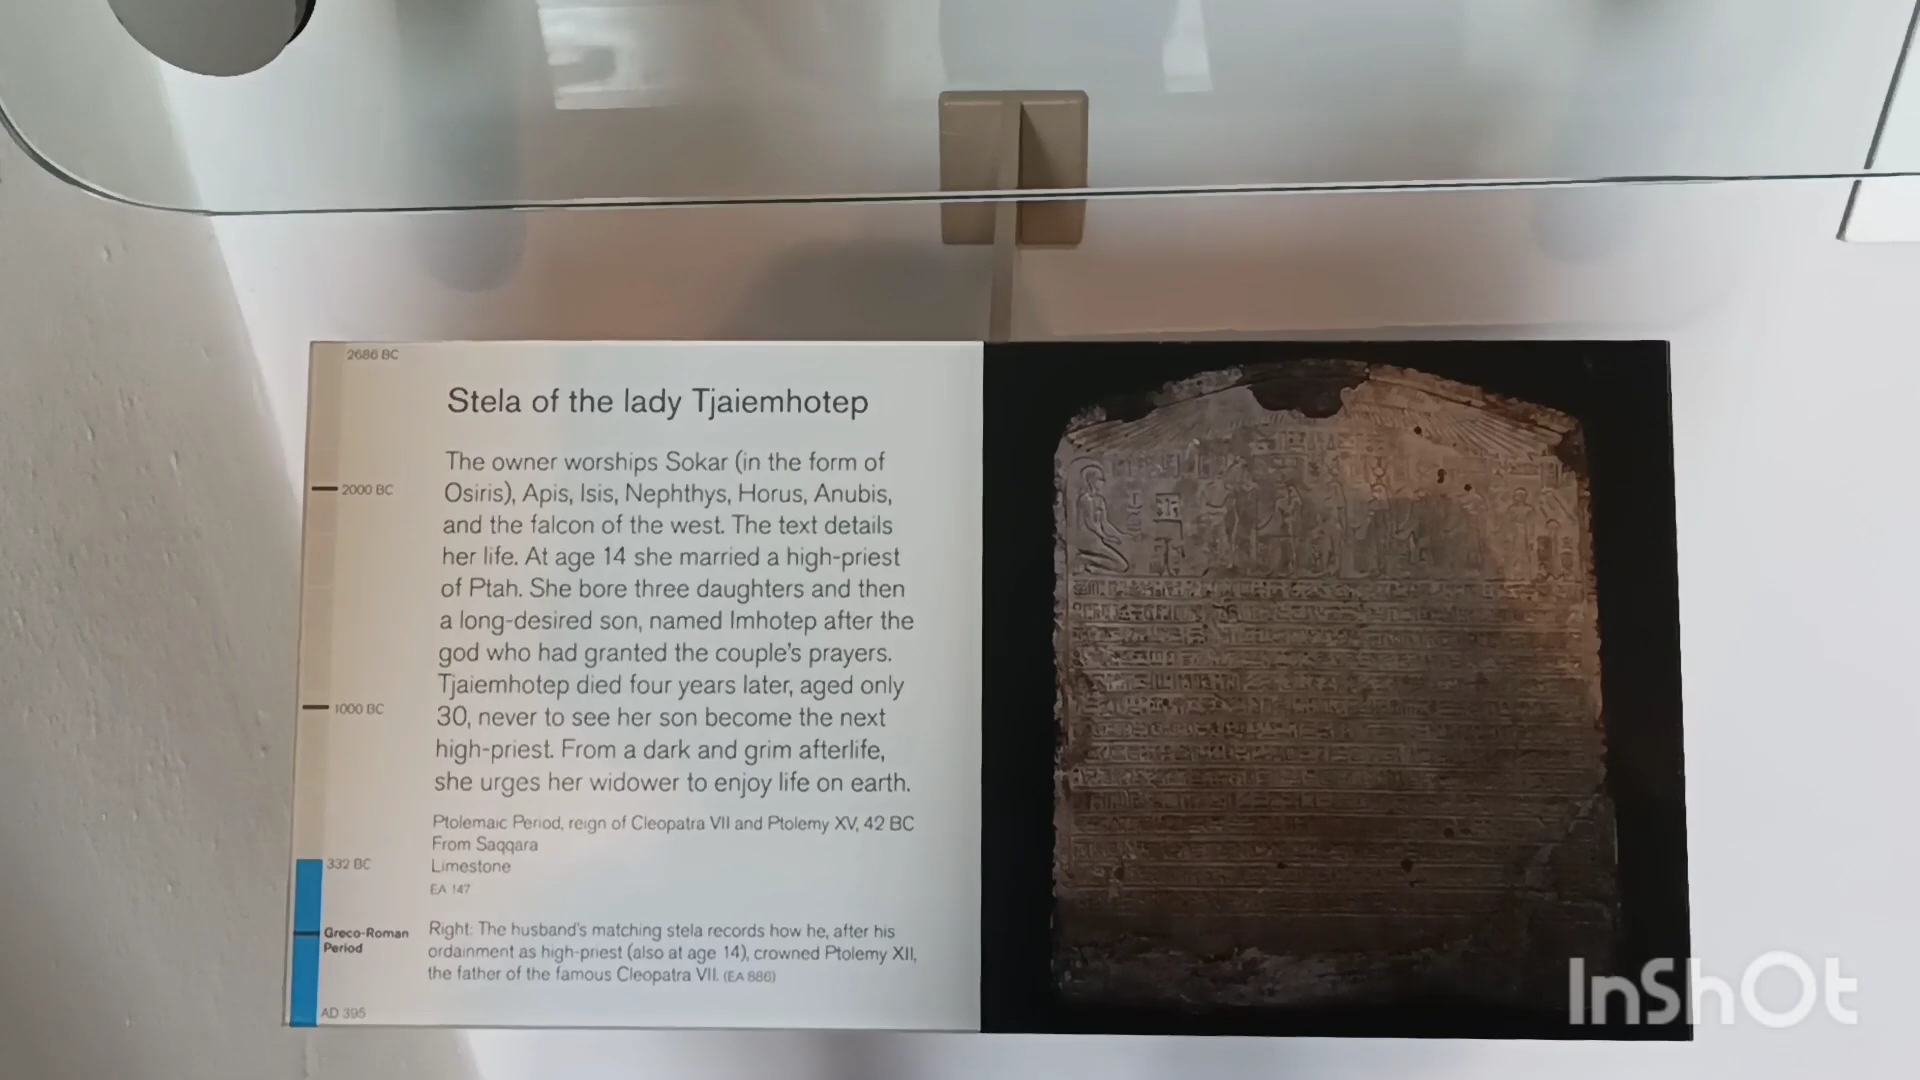 2686 BC
2000 BC
1000 BC
332 BC
Greco-Roman
Period
AD 395
Stela of the lady Tjaiemhotep
The owner worships Sokar (in the form of
Osiris), Apis, Isis, Nephthys, Horus, Anubis,
and the falcon of the west. The text details
her life. At age 14 she married a high-priest
of Ptah. She bore three daughters and then
a long-desired son, named Imhotep after the
god who had granted the couple's prayers.
Tjaiemhotep died four years later, aged only
30, never to see her son become the next
high-priest. From a dark and grim afterlife,
she urges her widower to enjoy life on earth.
Ptolemaic Period, reign of Cleopatra VII and Ptolemy XV, 42 BC
From Saqqara
Limestone
EA 147
Right: The husband's matching stela records how he, after his
ordainment as high-priest (also at age 14), crowned Ptolemy XII,
the father of the famous Cleopatra VII. (EA 886)
InShOt